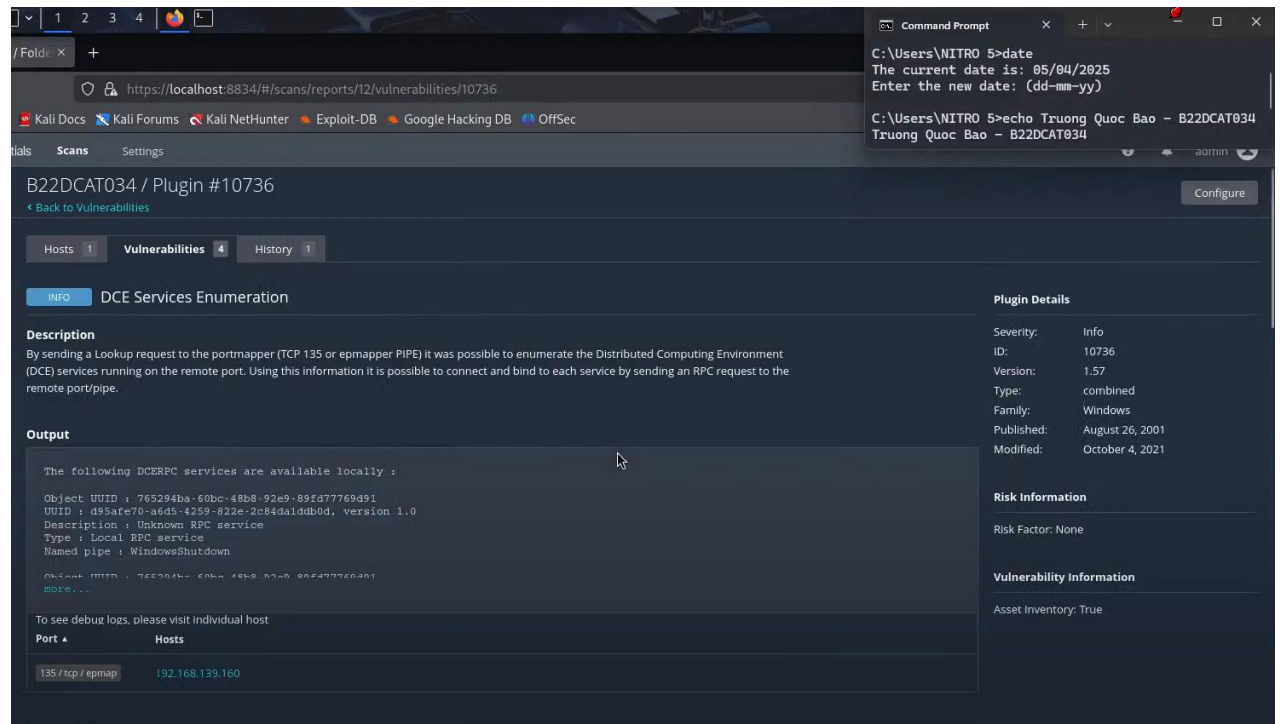 1 2 3 4
Command Prompt
C:\Users\NITRO 5>date
The current date is: 05/04/2025
Enter the new date: (dd-mm-yy)
C:\Users\NITRO 5>echo Truong Quoc Bao - B22DCAT034
Truong Quoc Bao - B22DCAT034
/ Folde
https://localhost:8834/#/scans/reports/12/vulnerabilities/10736
Kali Docs Kali Forums Kali NetHunter Exploit-DB Google Hacking DB OffSec
tials Scans Settings admin
B22DCAT034 / Plugin #10736
Configure
Back to Vulnerabilities
Hosts 1 Vulnerabilities 4 History 1
INFO DCE Services Enumeration
Description
By sending a Lookup request to the portmapper (TCP 135 or epmapper PIPE) it was possible to enumerate the Distributed Computing Environment
(DCE) services running on the remote port. Using this information it is possible to connect and bind to each service by sending an RPC request to the
remote port/pipe.
Output
The following DCERPC services are available locally :
Object UUID : 765294ba-60bc-48b8-92e9-89fd77769d91
UUID : d95afe70-a6d5-4259-822e-2c84da1ddb0d, version 1.0
Description : Unknown RPC service
Type : Local RPC service
Named pipe : WindowsShutdown
Object UUID : 765294ba-60bc-48b8-92e9-89fd77769d91
more...
To see debug logs, please visit individual host
Port Hosts
135 / tcp / epmap 192.168.139.160
Plugin Details
Severity: Info
ID: 10736
Version: 1.57
Type: combined
Family: Windows
Published: August 26, 2001
Modified: October 4, 2021
Risk Information
Risk Factor: None
Vulnerability Information
Asset Inventory: True